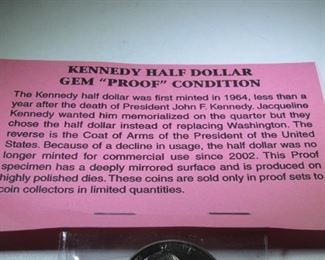 KENNEDY HALF DOLLAR
GEM "PROOF" CONDITION
The Kennedy half dollar was first minted in 1964, less than a
year after the death of President John F. Kennedy. Jacqueline
Kennedy wanted him memorialized on the quarter but they
chose the half dollar instead of replacing Washington. The
reverse is the Coat of Arms of the President of the United
States. Because of a decline in usage, the half dollar was no
longer minted for commercial use since 2002. This Proof
specimen has a deeply mirrored surface and is produced on
highly polished dies. These coins are sold only in proof sets to
coin collectors in limited quantities.